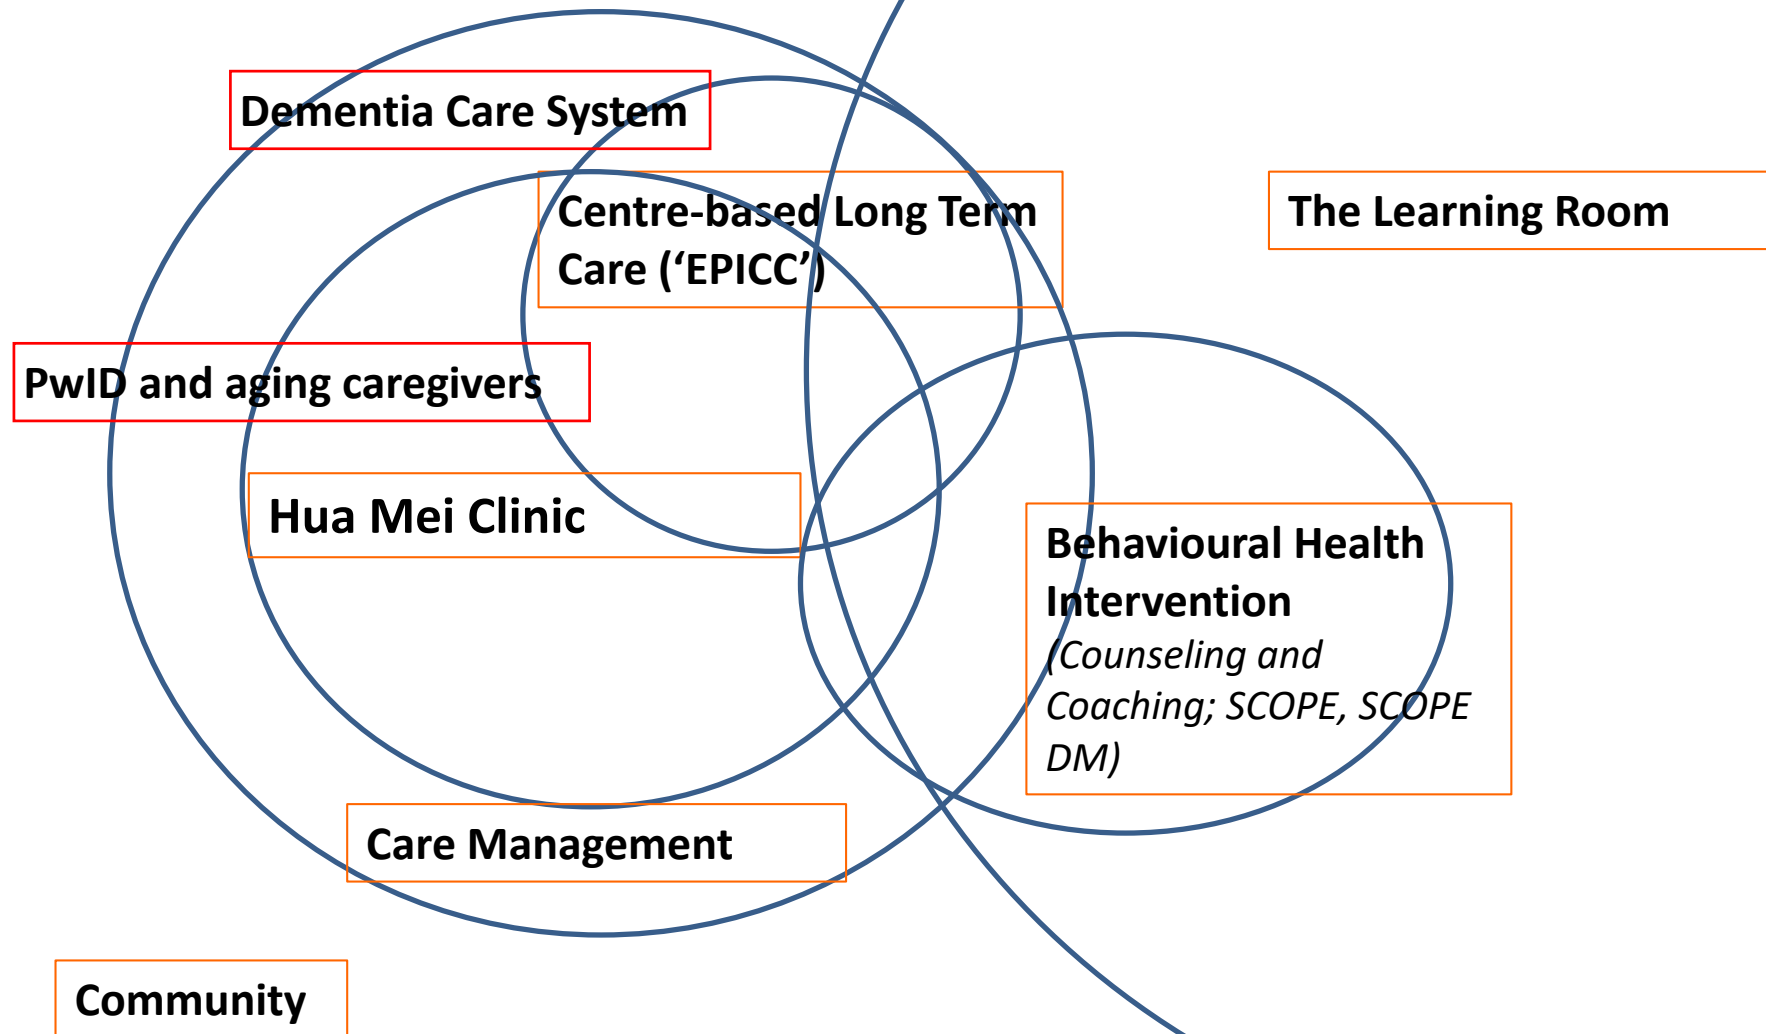 Dementia Care System
Centre-based Long Term
Care (‘EPICC’)
The Learning Room
PwID and aging caregivers
Hua Mei Clinic
Behavioural Health
Intervention
(Counseling and
Coaching; SCOPE, SCOPE
DM)
Care Management
Community